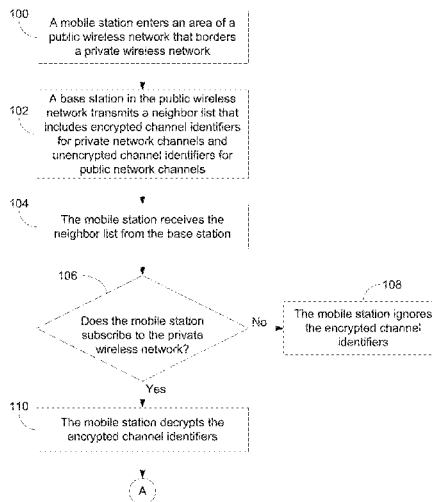 100
A mobile station enters an area of a
public wireless network that borders
a private wireless network
102
A base station in the public wireless
network transmits a neighbor list that
includes encrypted channel identifiers
for private network channels and
unencrypted channel identifiers for
public network channels
104
The mobile station receives the
neighbor list from the base station
106
Does the mobile station
subscribe to the private
wireless network?
No
108
The mobile station ignores
the encrypted channel
identifiers
Yes
110
The mobile station decrypts the
encrypted channel identifiers
A